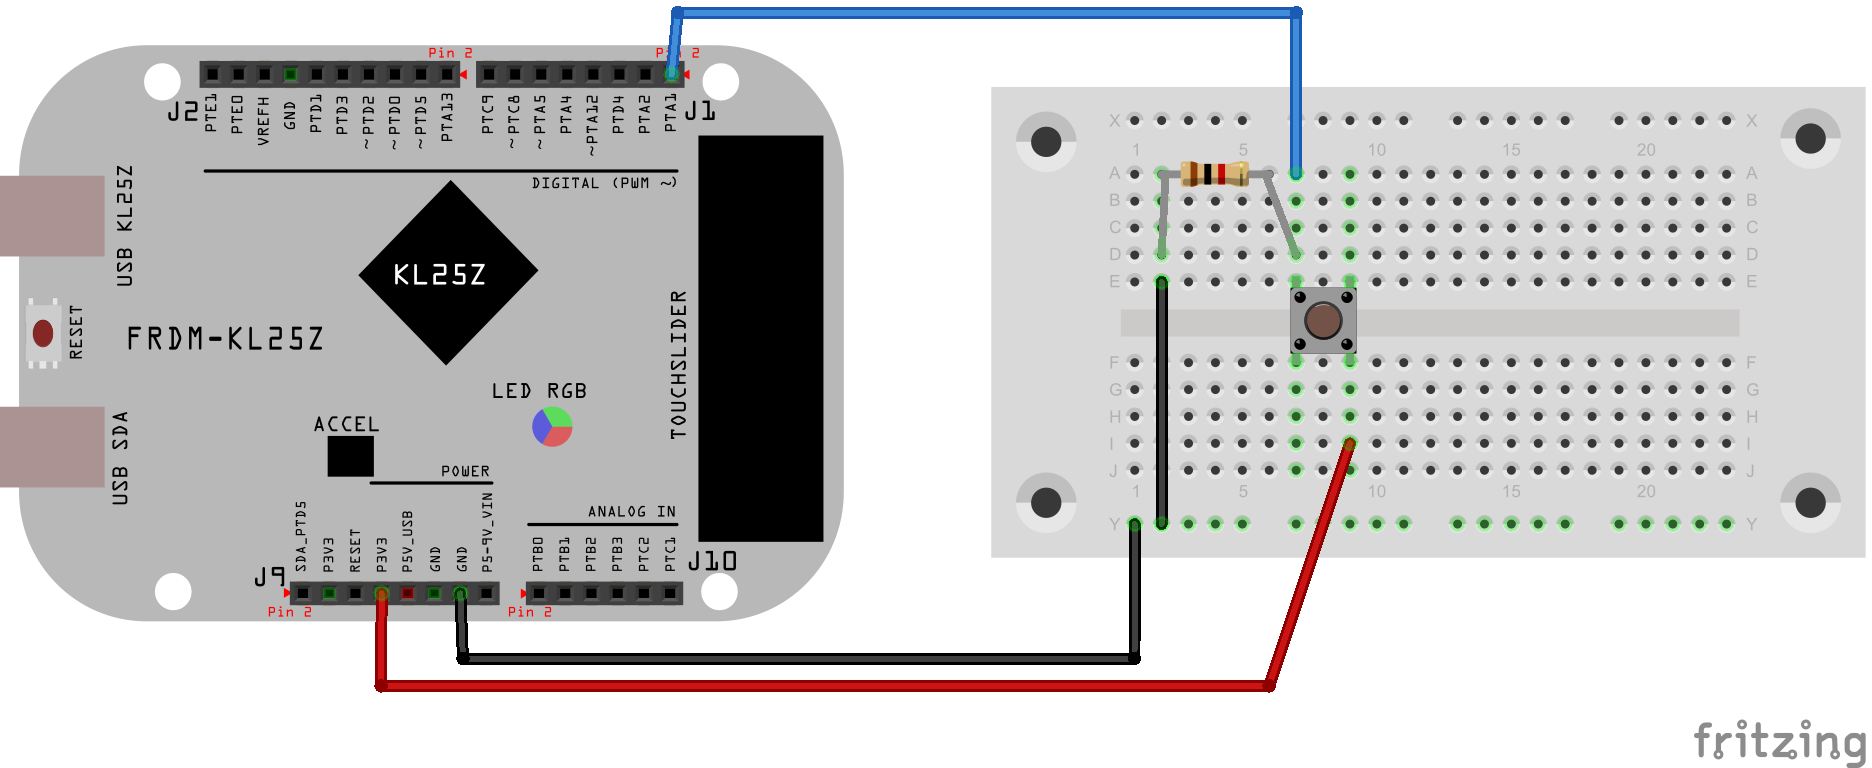 Pin 2
Pin 2
J2
PTE1
PTE0
VREFH
GND
PTD1
PTD3
~PTD2
~PTD0
~PTD5
PTA13
PTC9
~PTC8
~PTA5
PTA4
~PTA12
PTD4
PTA2
PTA1
J1
DIGITAL (PWM ~)
USB KL25Z
KL25Z
RESET
FRDM-KL25Z
TOUCHSLIDER
LED RGB
ACCEL
USB SDA
POWER
ANALOG IN
SDA_PTD5
P3V3
RESET
P3V3
P5V_USB
GND
GND
P5-9V_VIN
PTB0
PTB1
PTB2
PTB3
PTC2
PTC1
J9
J10
Pin 2
Pin 2
X X
1 5 10 15 20
A A
B B
C C
D D
E E
F F
G G
H H
I I
J J
1 5 10 15 20
Y Y
fritzing